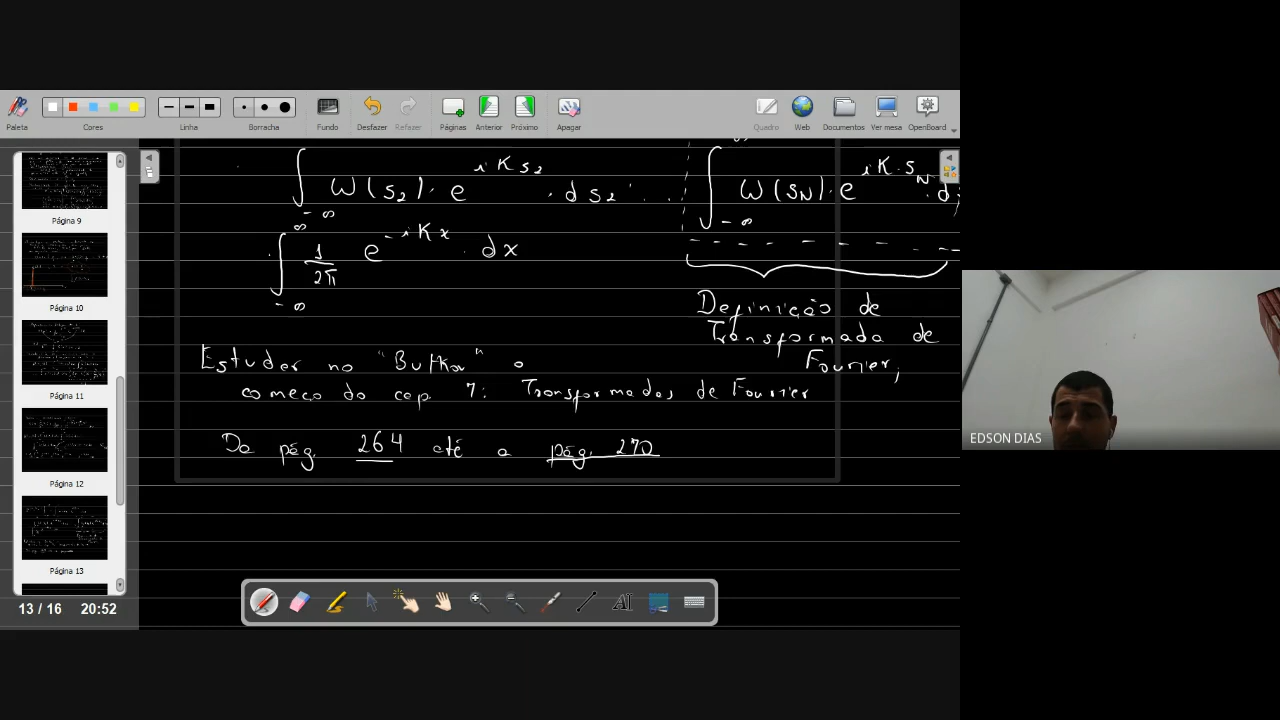 Paleta Cores Linha Borracha Fundo Desfazer Refazer Páginas Anterior Próximo Apagar Quadro Web Documentos Ver mesa OpenBoard
∫ W(s₂) · e^{iKs₂} · ds₂ ...
-∞
∫ W(s_N) · e^{iK·s_N} · d
-∞
∞
∫ 1/2π e^{-iKx} · dx
-∞
Definição de
Transformada de
Fourier,
Estudar no "Butkov" o
começo do cap. 7: Transformadas de Fourier
Da pág. 264 até a pág. 270
Página 9
Página 10
Página 11
Página 12
Página 13
13 / 16 20:52
EDSON DIAS